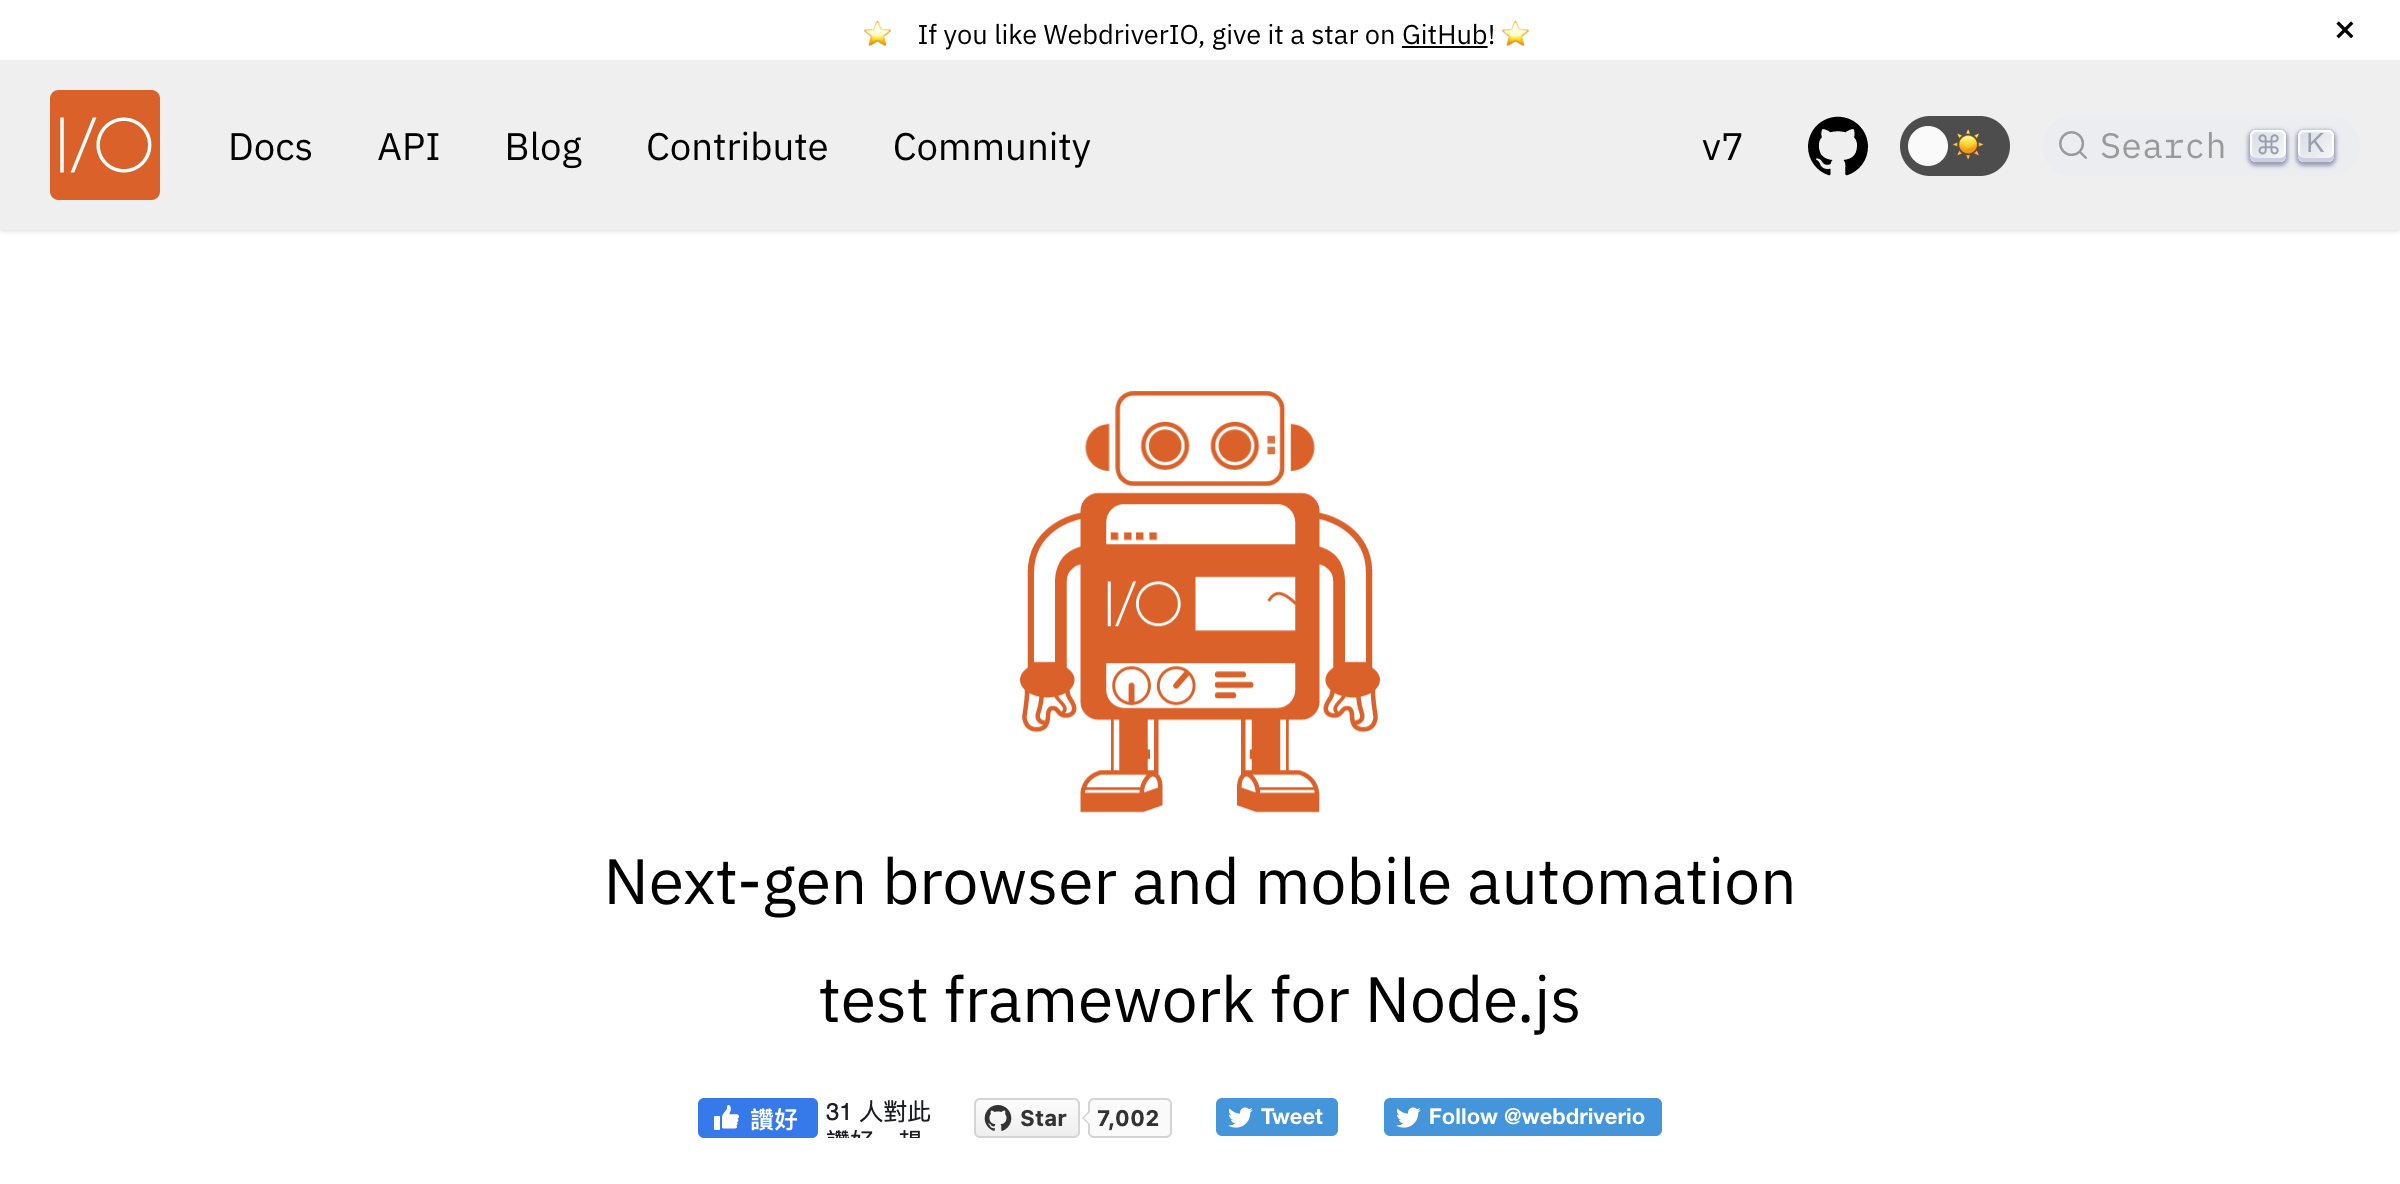 ⭐️ If you like WebdriverIO, give it a star on GitHub! ⭐️
I/O
Docs
API
Blog
Contribute
Community
v7
Search
⌘
K
I/O
Next-gen browser and mobile automation
test framework for Node.js
讚好
31 人對此
Star
7,002
Tweet
Follow @webdriverio